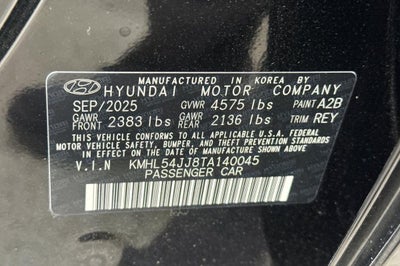 MANUFACTURED IN KOREA BY
HYUNDAI MOTOR COMPANY
SEP/2025 GVWR 4575 lbs PAINT A2B
GAWR FRONT 2383 lbs GAWR REAR 2136 lbs TRIM REY
THIS VEHICLE CONFORMS TO ALL APPLICABLE U.S.A FEDERAL
MOTOR VEHICLE SAFETY, BUMPER, AND THEFT PREVENTION STANDARDS
IN EFFECT ON THE DATE OF MANUFACTURE SHOWN ABOVE.
V.I.N KMHL54JJ8TA140045
PASSENGER CAR